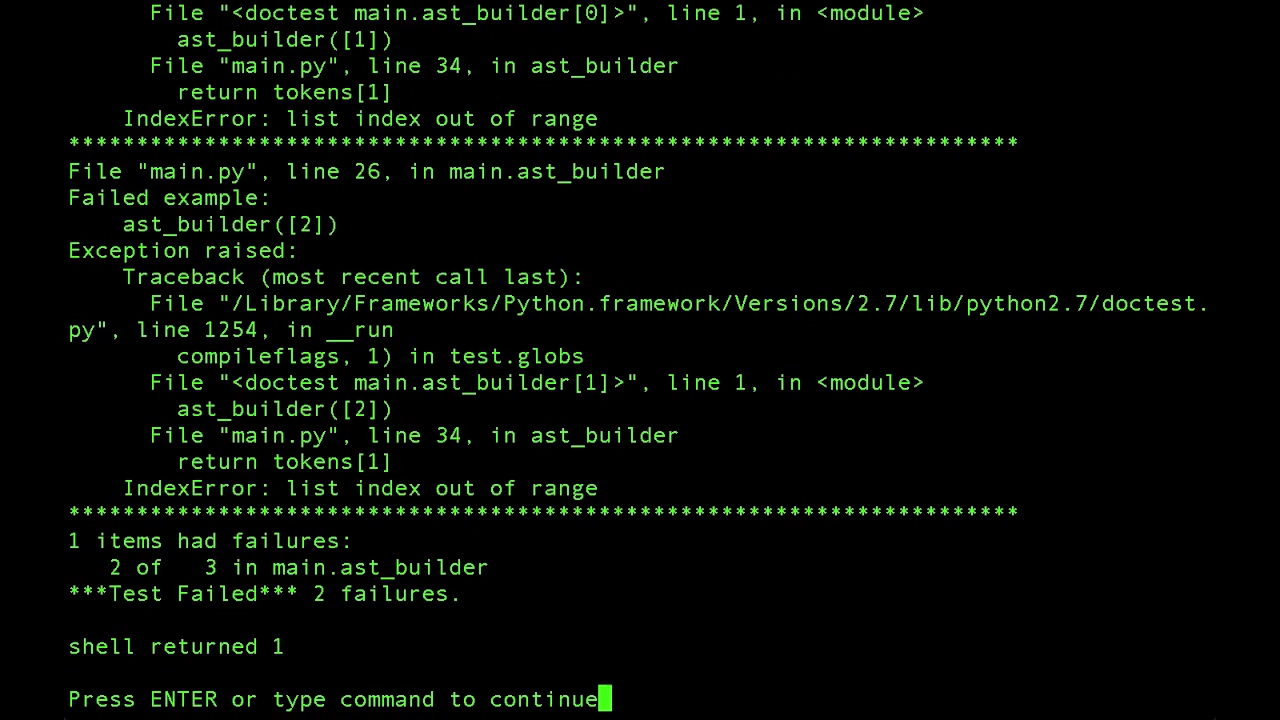 File "<doctest main.ast_builder[0]>", line 1, in <module>
ast_builder([1])
File "main.py", line 34, in ast_builder
return tokens[1]
IndexError: list index out of range
**********************************************************************
File "main.py", line 26, in main.ast_builder
Failed example:
ast_builder([2])
Exception raised:
Traceback (most recent call last):
File "/Library/Frameworks/Python.framework/Versions/2.7/lib/python2.7/doctest.
py", line 1254, in __run
compileflags, 1) in test.globs
File "<doctest main.ast_builder[1]>", line 1, in <module>
ast_builder([2])
File "main.py", line 34, in ast_builder
return tokens[1]
IndexError: list index out of range
**********************************************************************
1 items had failures:
2 of   3 in main.ast_builder
***Test Failed*** 2 failures.
shell returned 1
Press ENTER or type command to continue